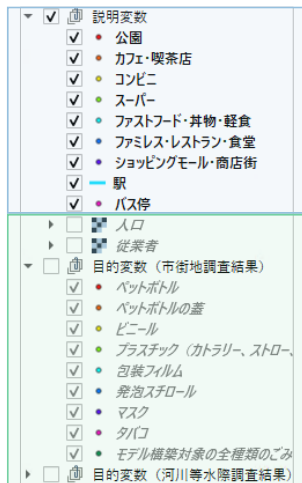 説明変数
公園
カフェ・喫茶店
コンビニ
スーパー
ファストフード・丼物・軽食
ファミレス・レストラン・食堂
ショッピングモール・商店街
駅
バス停
人口
従業者
目的変数（市街地調査結果）
ペットボトル
ペットボトルの蓋
ビニール
プラスチック（カトラリー、ストロー、
包装フィルム
発泡スチロール
マスク
タバコ
モデル構築対象の全種類のごみ
目的変数（河川等水際調査結果）